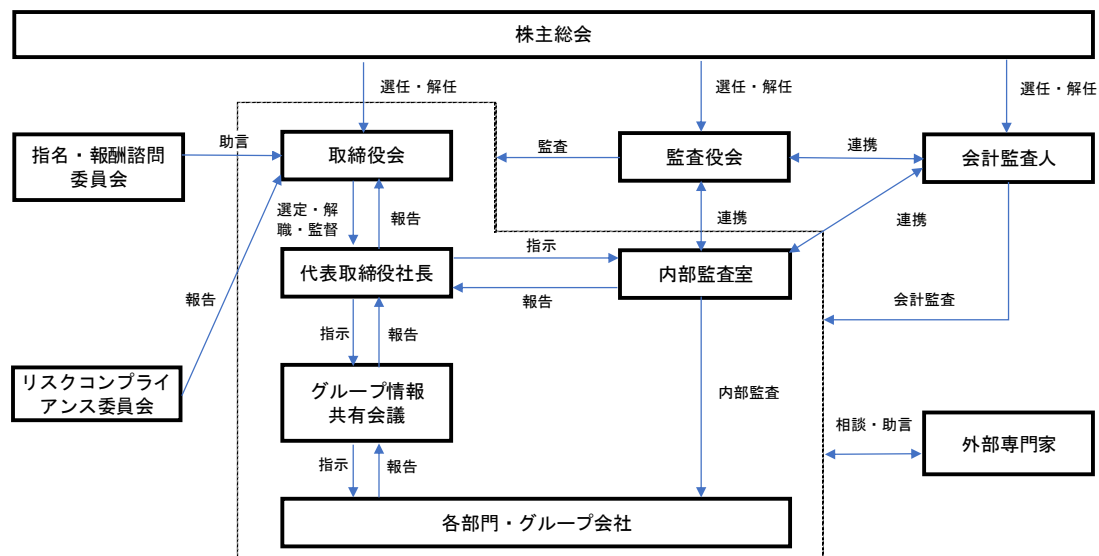 株主総会
選任・解任
選任・解任
選任・解任
指名・報酬諮問
委員会
助言
取締役会
監査
監査役会
連携
会計監査人
選定・解
職・監督
報告
連携
連携
指示
代表取締役社長
内部監査室
報告
報告
会計監査
指示
報告
リスクコンプライ
アンス委員会
グループ情報
共有会議
内部監査
相談・助言
外部専門家
指示
報告
各部門・グループ会社